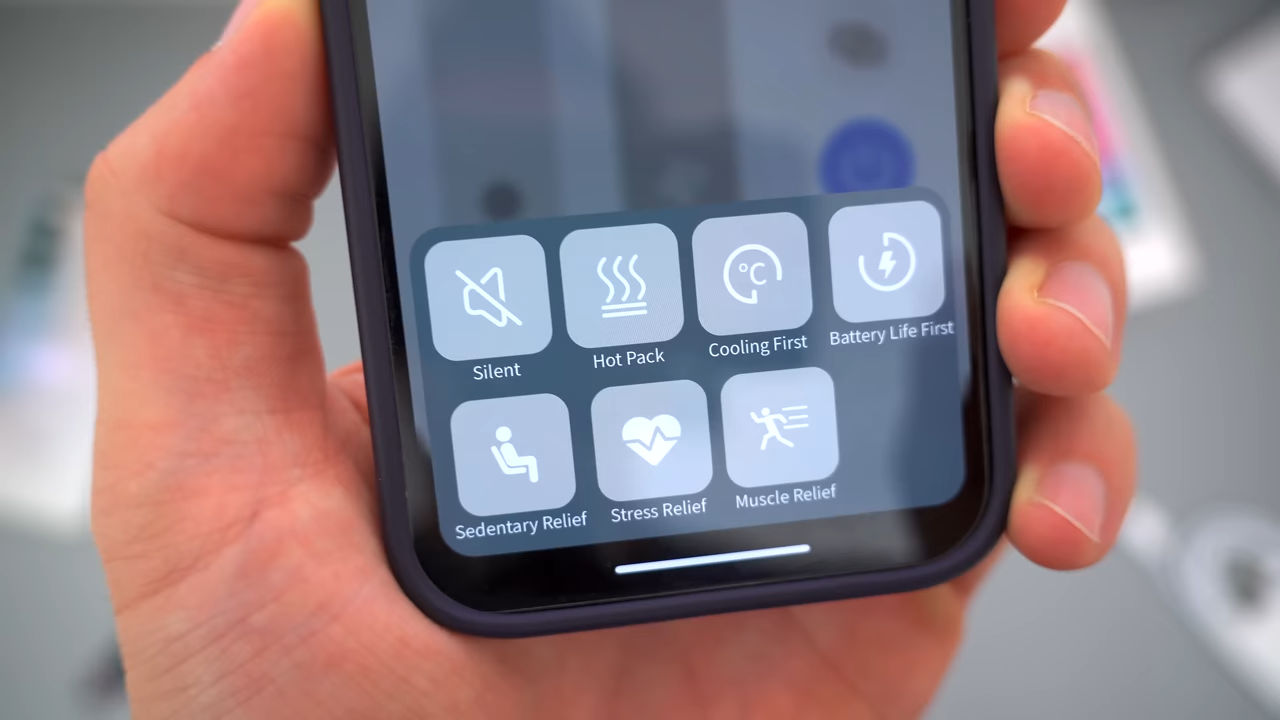 Silent
Hot Pack
Cooling First
°C
Battery Life First
Sedentary Relief
Stress Relief
Muscle Relief